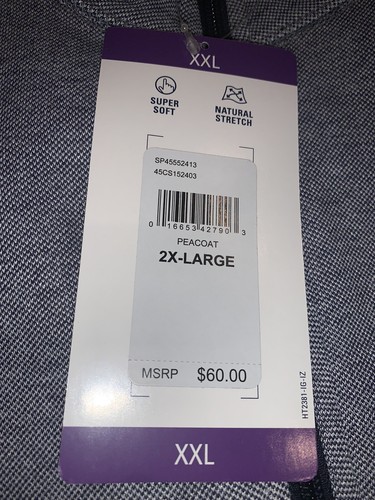 XXL
SUPER
SOFT
NATURAL
STRETCH
SP45552413
45CS152403
0 16653 42790 3
PEACOAT
2X-LARGE
MSRP $60.00
HT2381-IG-IZ
XXL